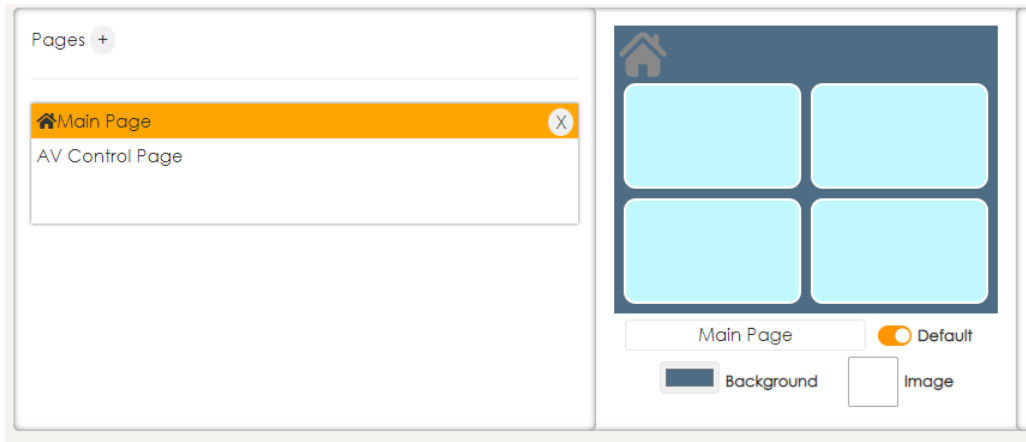 Pages +
Main Page X
AV Control Page
Main Page Default
Background Image